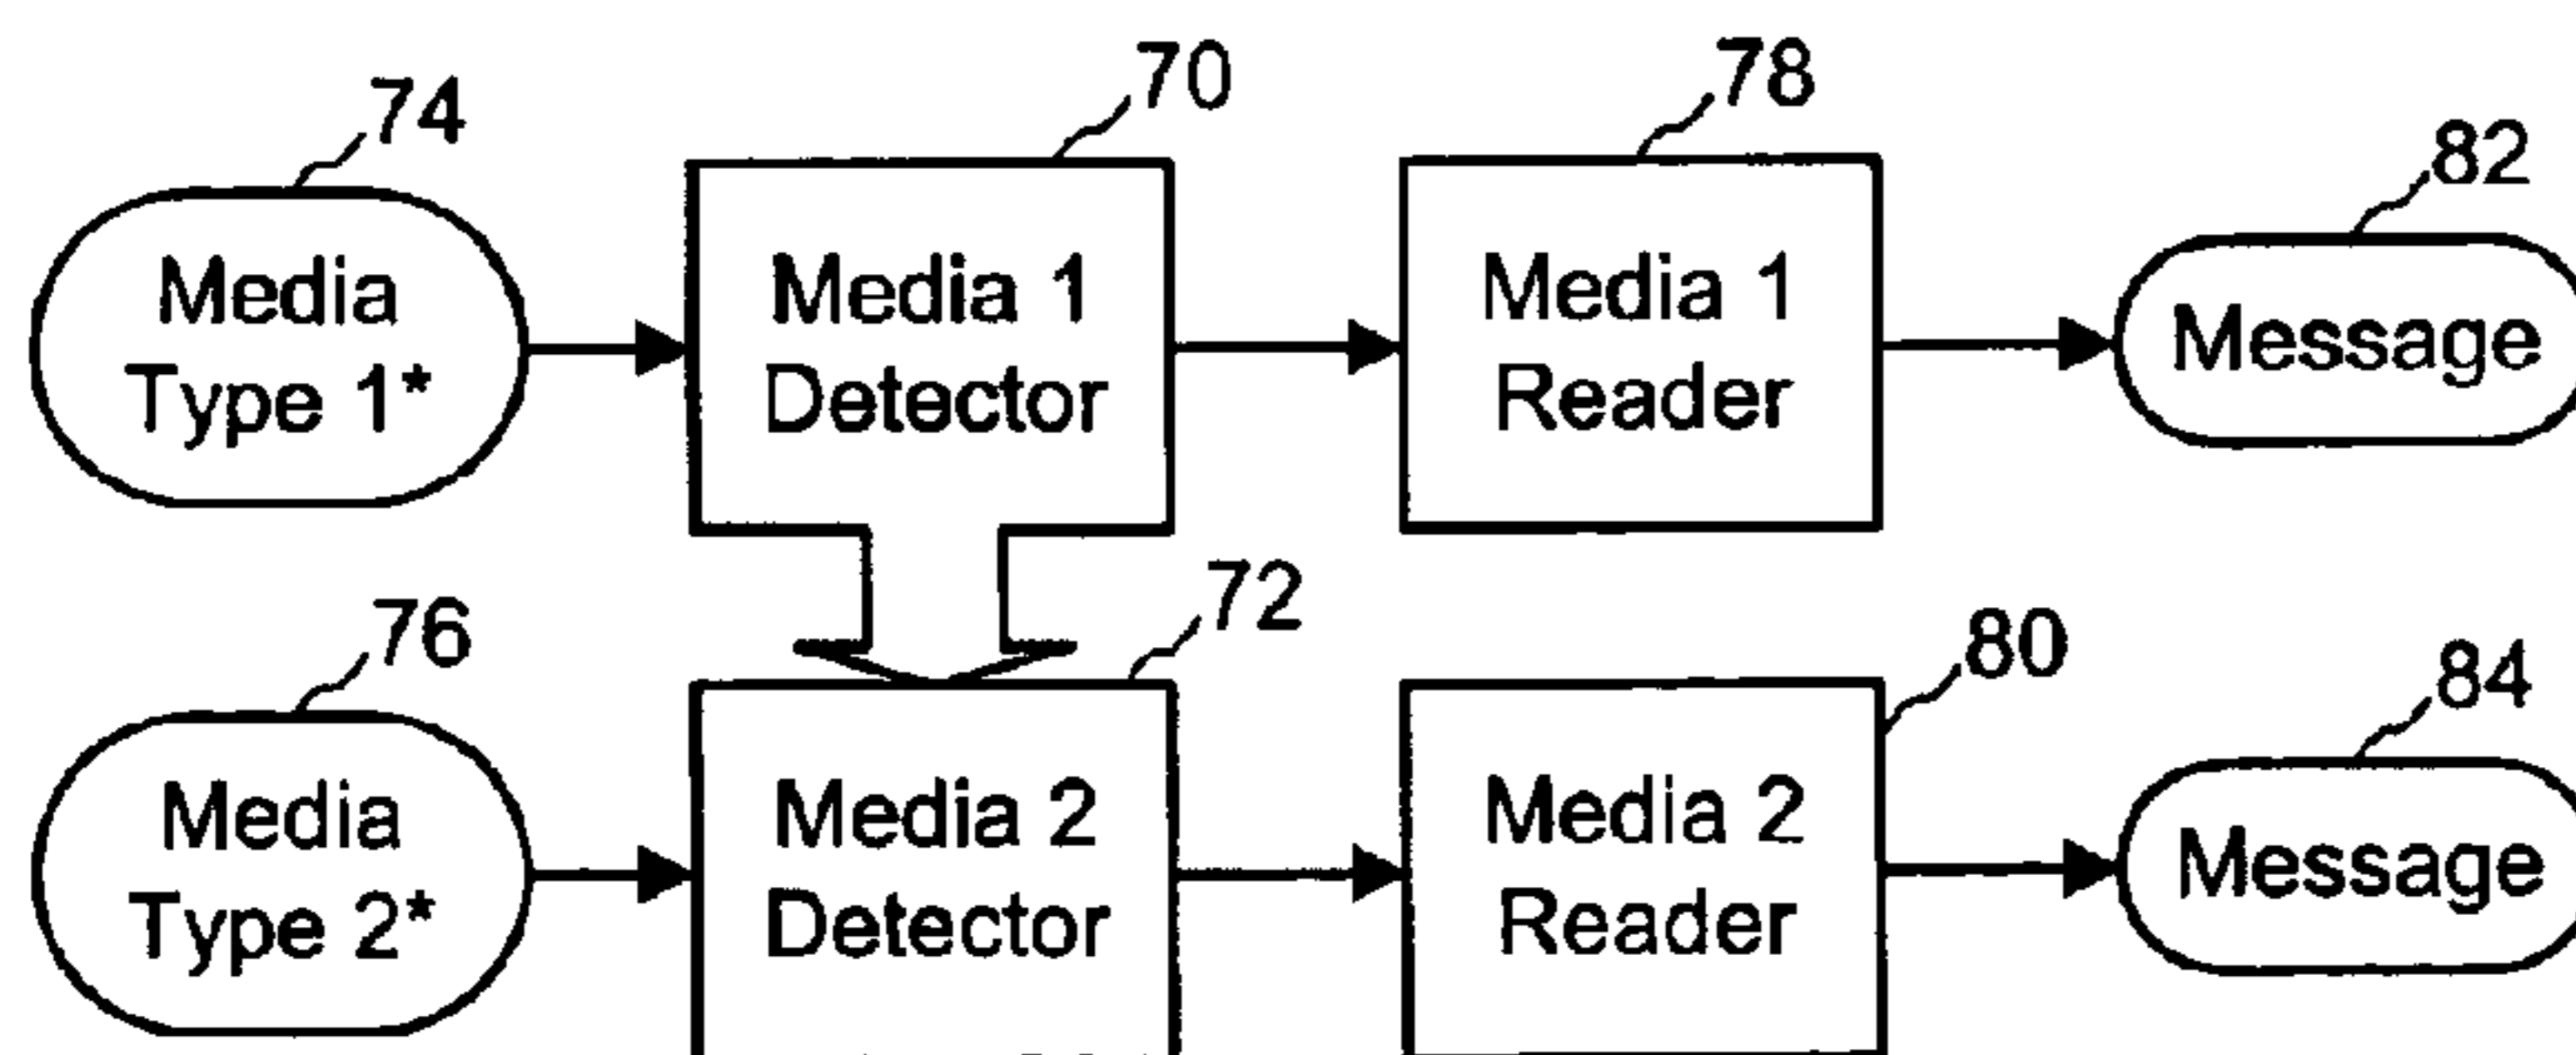 74
70
78
82
Media
Type 1*
Media 1
Detector
Media 1
Reader
Message
76
72
80
84
Media
Type 2*
Media 2
Detector
Media 2
Reader
Message